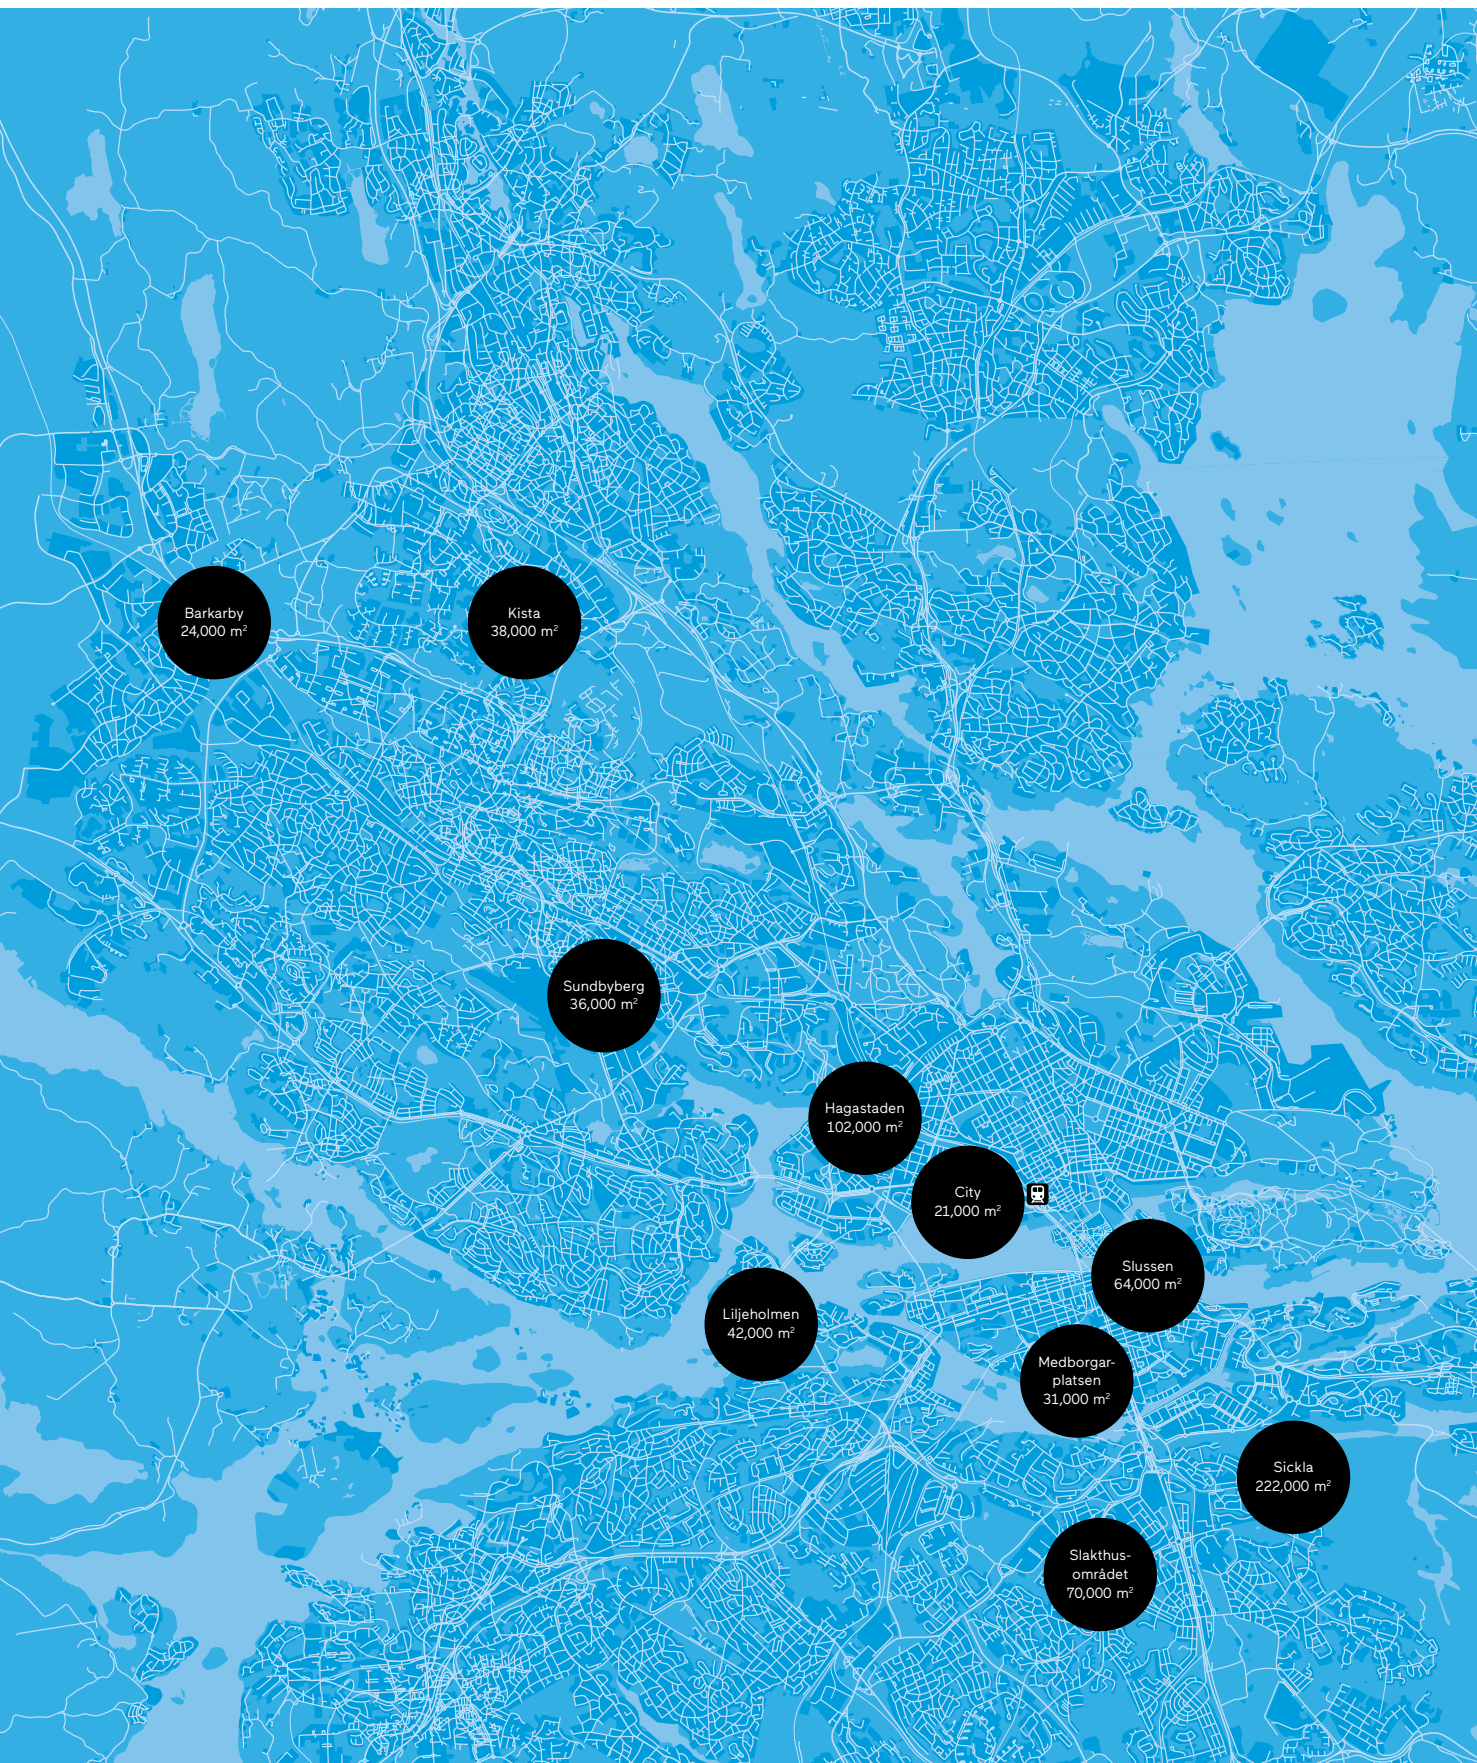 Barkarby
24,000 m²
Kista
38,000 m²
Sundbyberg
36,000 m²
Hagastaden
102,000 m²
City
21,000 m²
Slussen
64,000 m²
Liljeholmen
42,000 m²
Medborgar-
platsen
31,000 m²
Sickla
222,000 m²
Slakthus-
området
70,000 m²